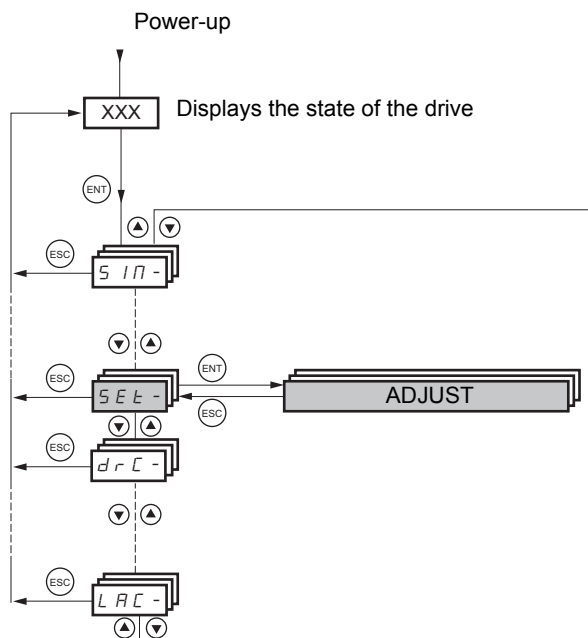 Power-up
XXX
Displays the state of the drive
ENT
ESC
SIM-
ESC
SEt-
ENT
ESC
ADJUST
ESC
drC-
ESC
LAC-